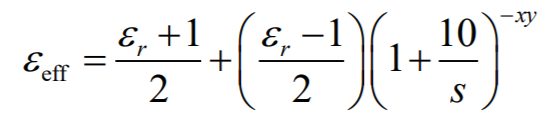 ε_eff = (ε_r + 1)/2 + ((ε_r − 1)/2)(1 + 10/s)^(−xy)